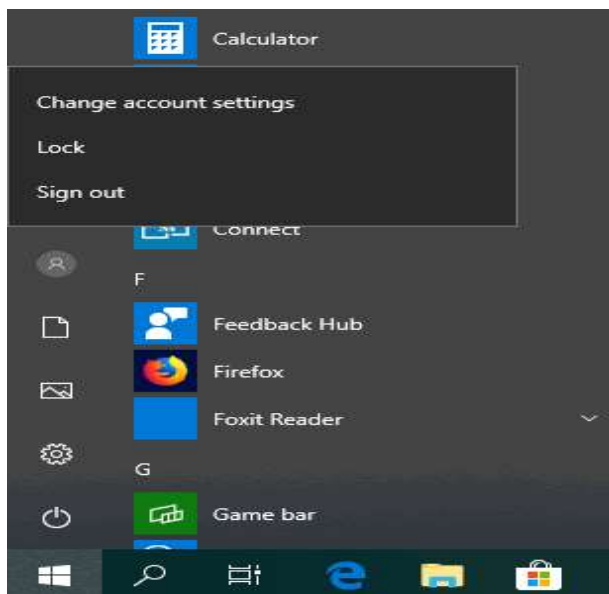 Calculator
Change account settings
Lock
Sign out
Connect
F
Feedback Hub
Firefox
Foxit Reader
G
Game bar